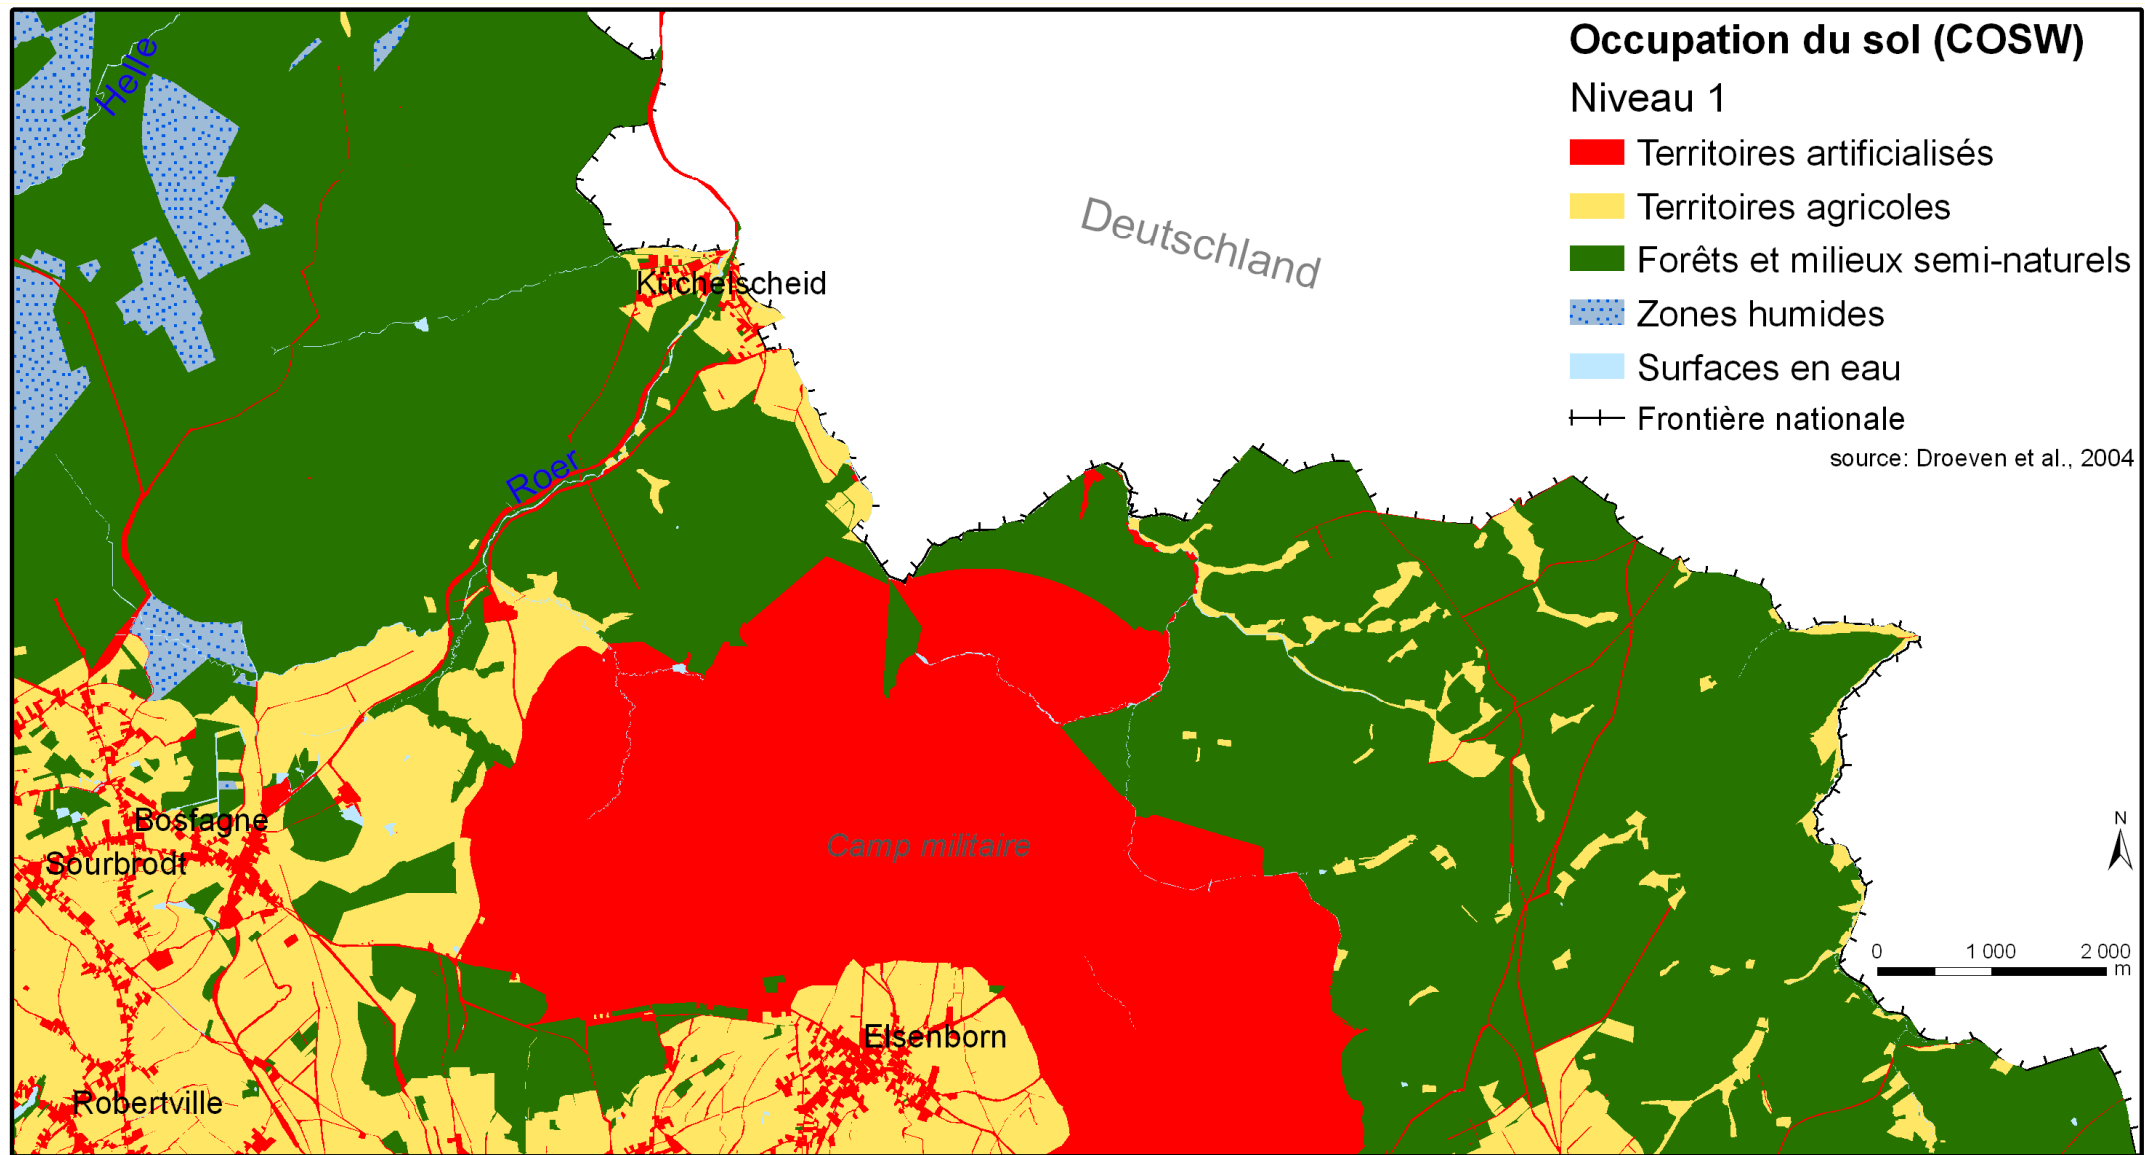 Occupation du sol (COSW)
Niveau 1
Territoires artificialisés
Territoires agricoles
Forêts et milieux semi-naturels
Zones humides
Surfaces en eau
Frontière nationale
source: Droeven et al., 2004
Helle
Deutschland
Küchelscheid
Roer
Bosfagne
Sourbrodt
Camp militaire
Elsenborn
Robertville
N
0 1 000 2 000
m